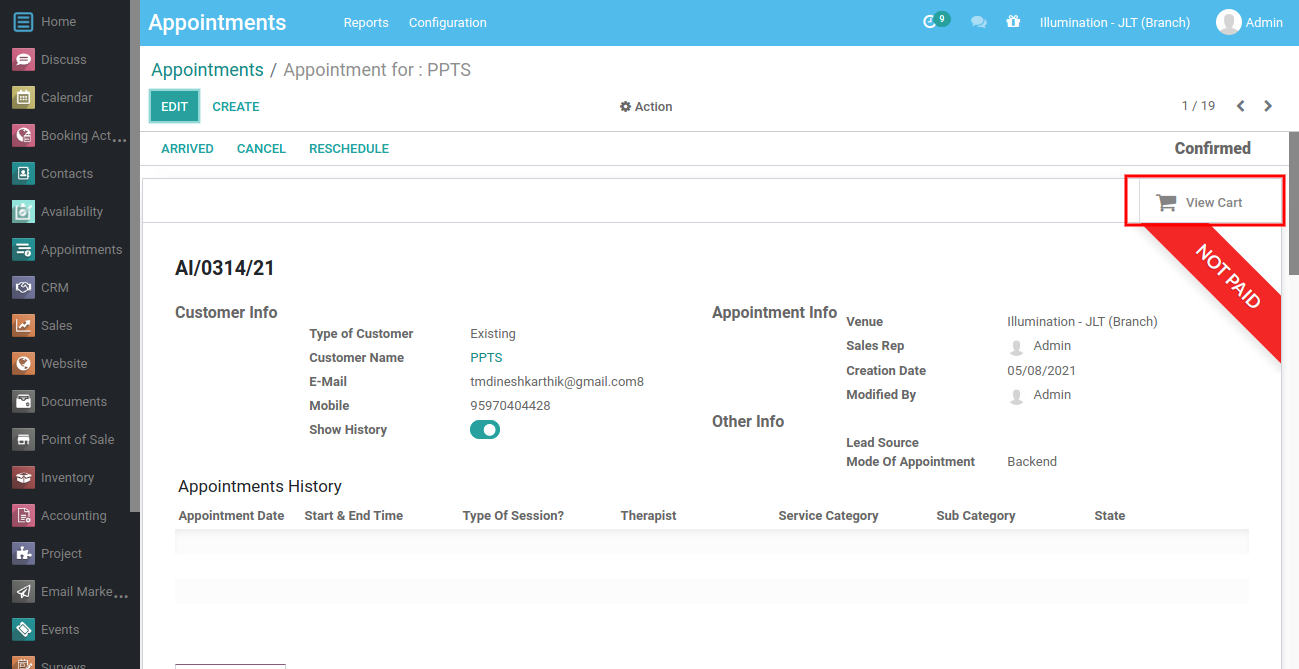 Home
Discuss
Calendar
Booking Act...
Contacts
Availability
Appointments
CRM
Sales
Website
Documents
Point of Sale
Inventory
Accounting
Project
Email Marke...
Events
Surveys
Appointments Reports Configuration 9 Illumination - JLT (Branch) Admin
Appointments / Appointment for : PPTS
EDIT CREATE Action 1 / 19
ARRIVED CANCEL RESCHEDULE Confirmed
View Cart
NOT PAID
AI/0314/21
Customer Info
Type of Customer Existing
Customer Name PPTS
E-Mail tmdineshkarthik@gmail.com8
Mobile 95970404428
Show History
Appointment Info
Venue Illumination - JLT (Branch)
Sales Rep Admin
Creation Date 05/08/2021
Modified By Admin
Other Info
Lead Source
Mode Of Appointment Backend
Appointments History
Appointment Date Start & End Time Type Of Session? Therapist Service Category Sub Category State